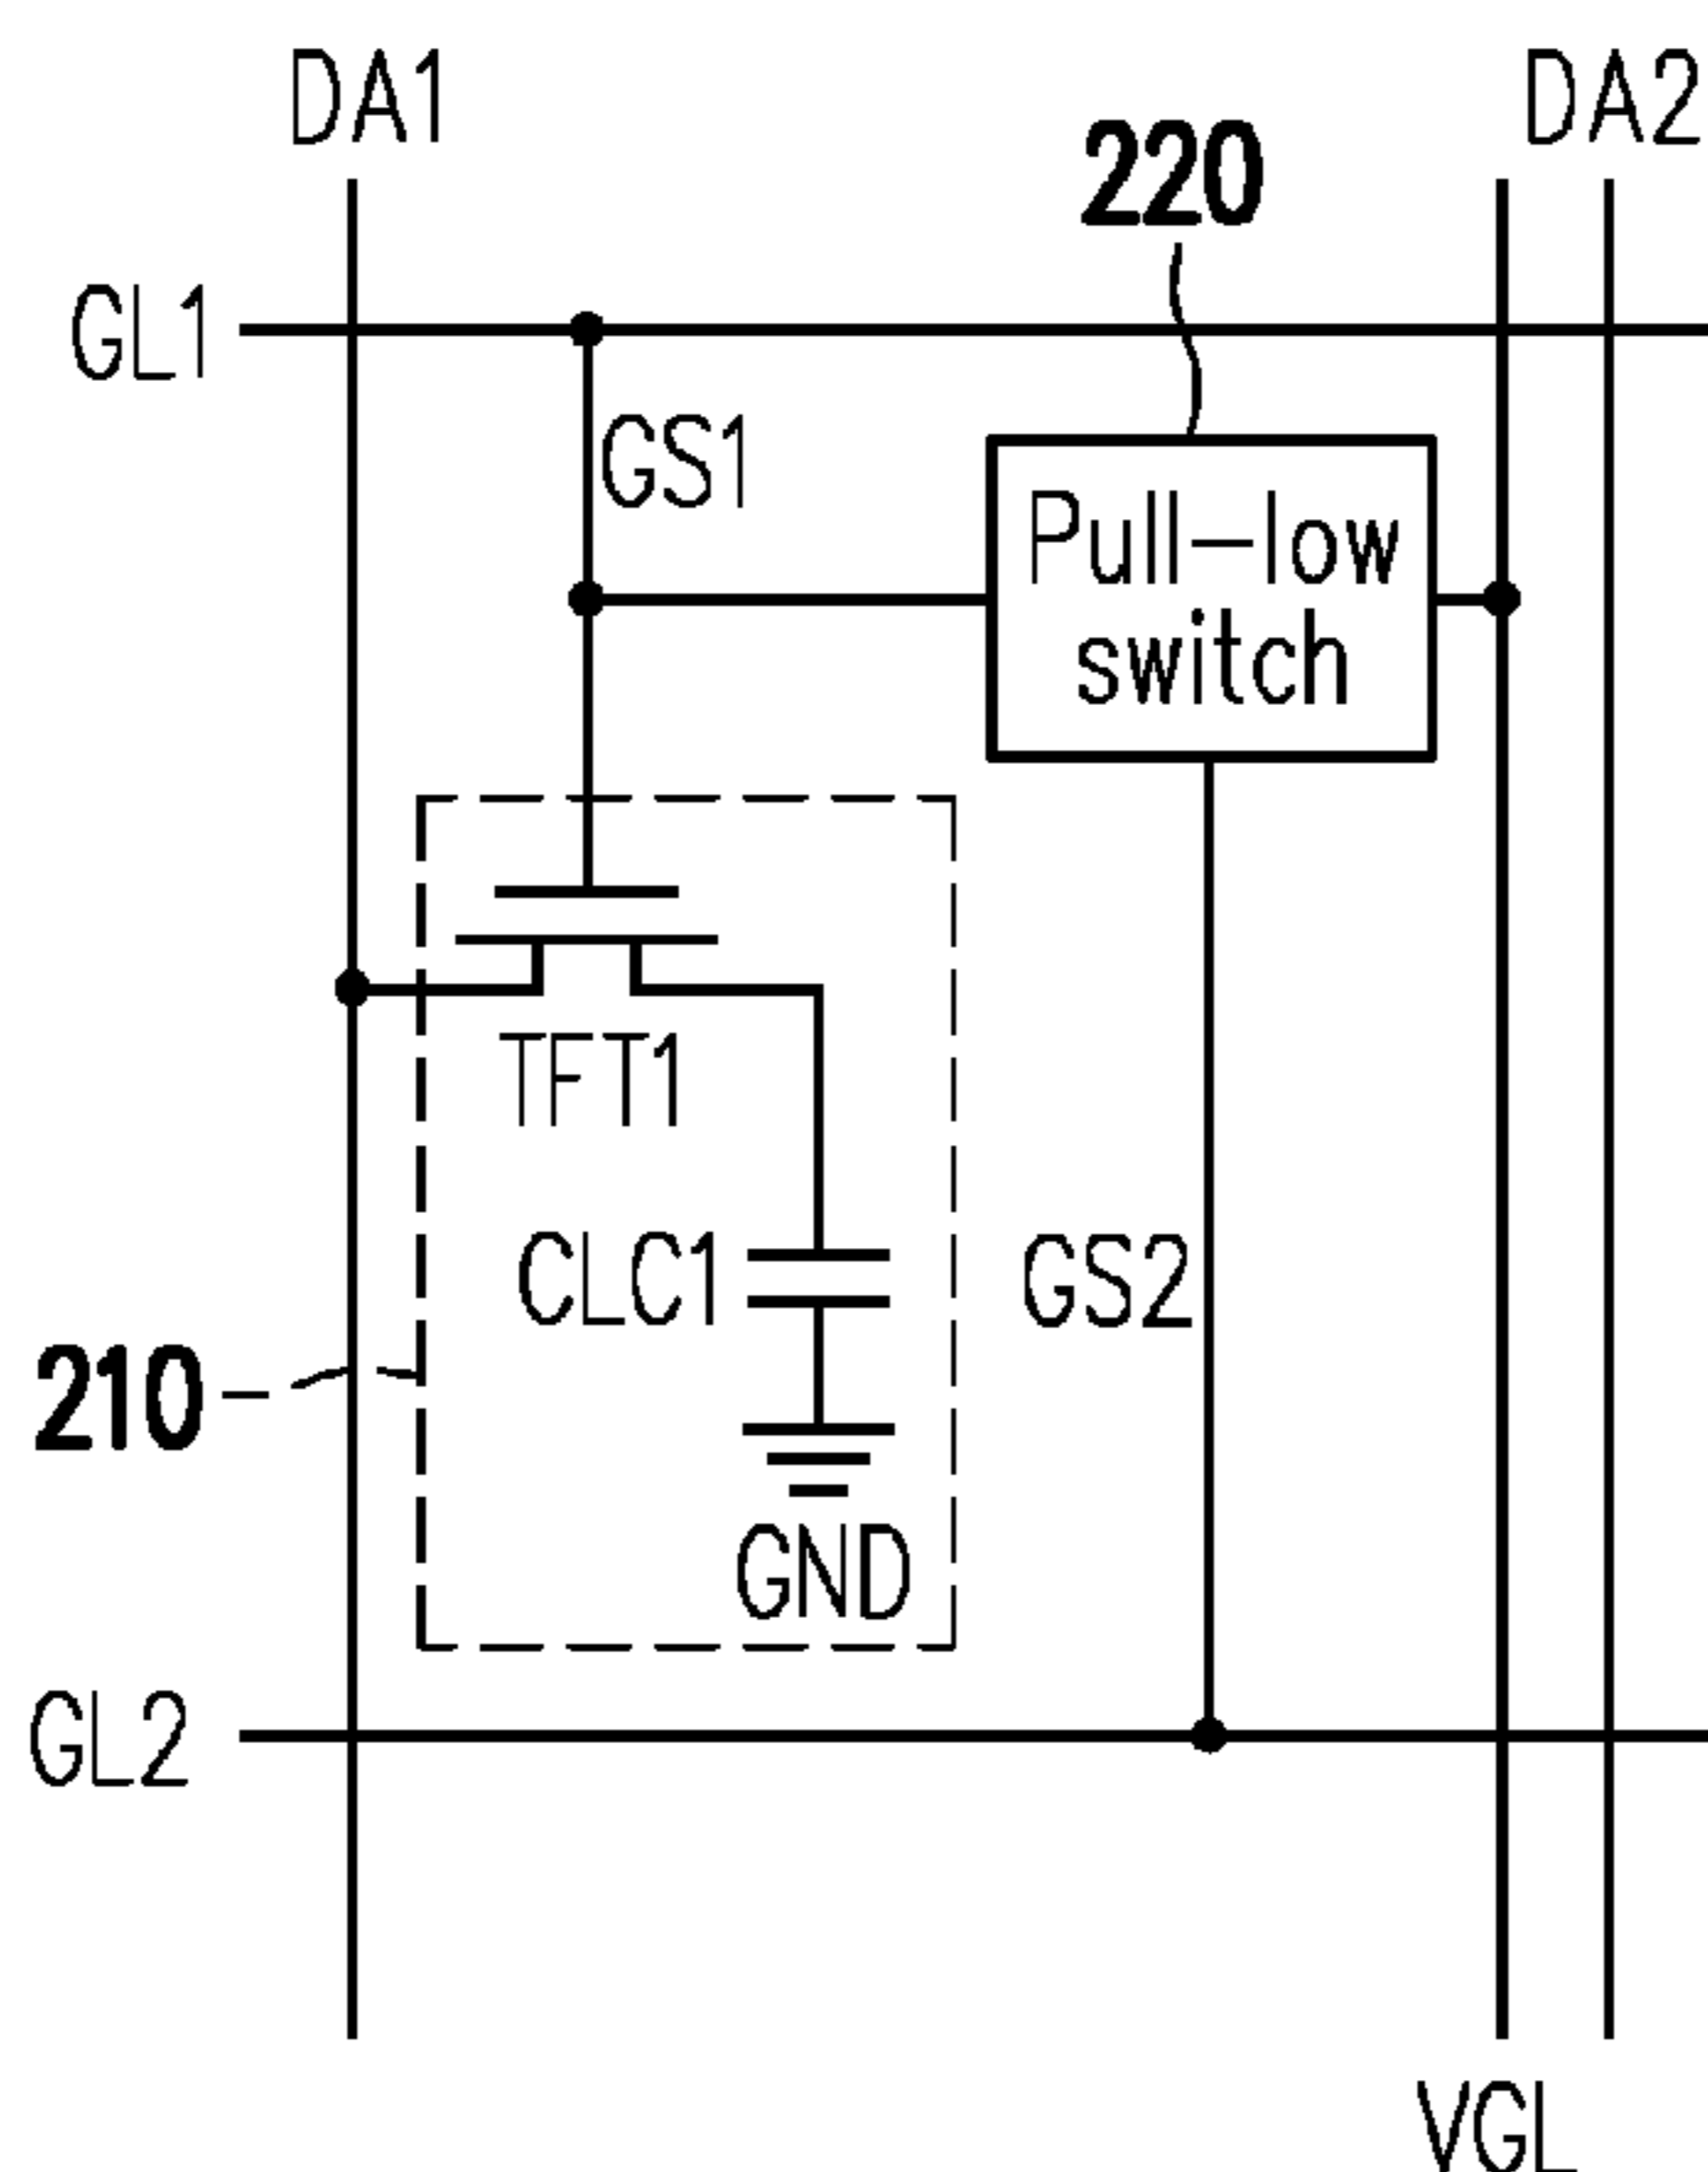 DA1
DA2
220
GL1
GS1
Pull-low
switch
TFT1
CLC1
GS2
210
GND
GL2
VGL